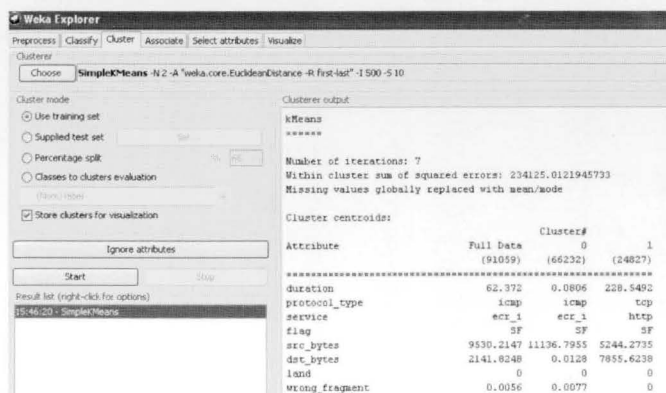 Weka Explorer
Preprocess Classify Cluster Associate Select attributes Visualize
Clusterer
Choose SimpleKMeans -N 2 -A "weka.core.EuclideanDistance -R first-last" -I 500 -S 10
Cluster mode
Use training set
Supplied test set Set...
Percentage split % 66
Classes to clusters evaluation
(Nom) label
Store clusters for visualization
Ignore attributes
Start Stop
Result list (right-click for options)
15:46:20 - SimpleKMeans
Clusterer output
kMeans
======
Number of iterations: 7
Within cluster sum of squared errors: 234125.0121945733
Missing values globally replaced with mean/mode
Cluster centroids:
Cluster#
Attribute Full Data 0 1
(91059) (66232) (24827)
duration 62.372 0.0806 228.5492
protocol_type icmp icmp tcp
service ecr_i ecr_i http
flag SF SF SF
src_bytes 9530.2147 11136.7955 5244.2735
dst_bytes 2141.8248 0.0128 7855.6238
land 0 0 0
wrong_fragment 0.0056 0.0077 0